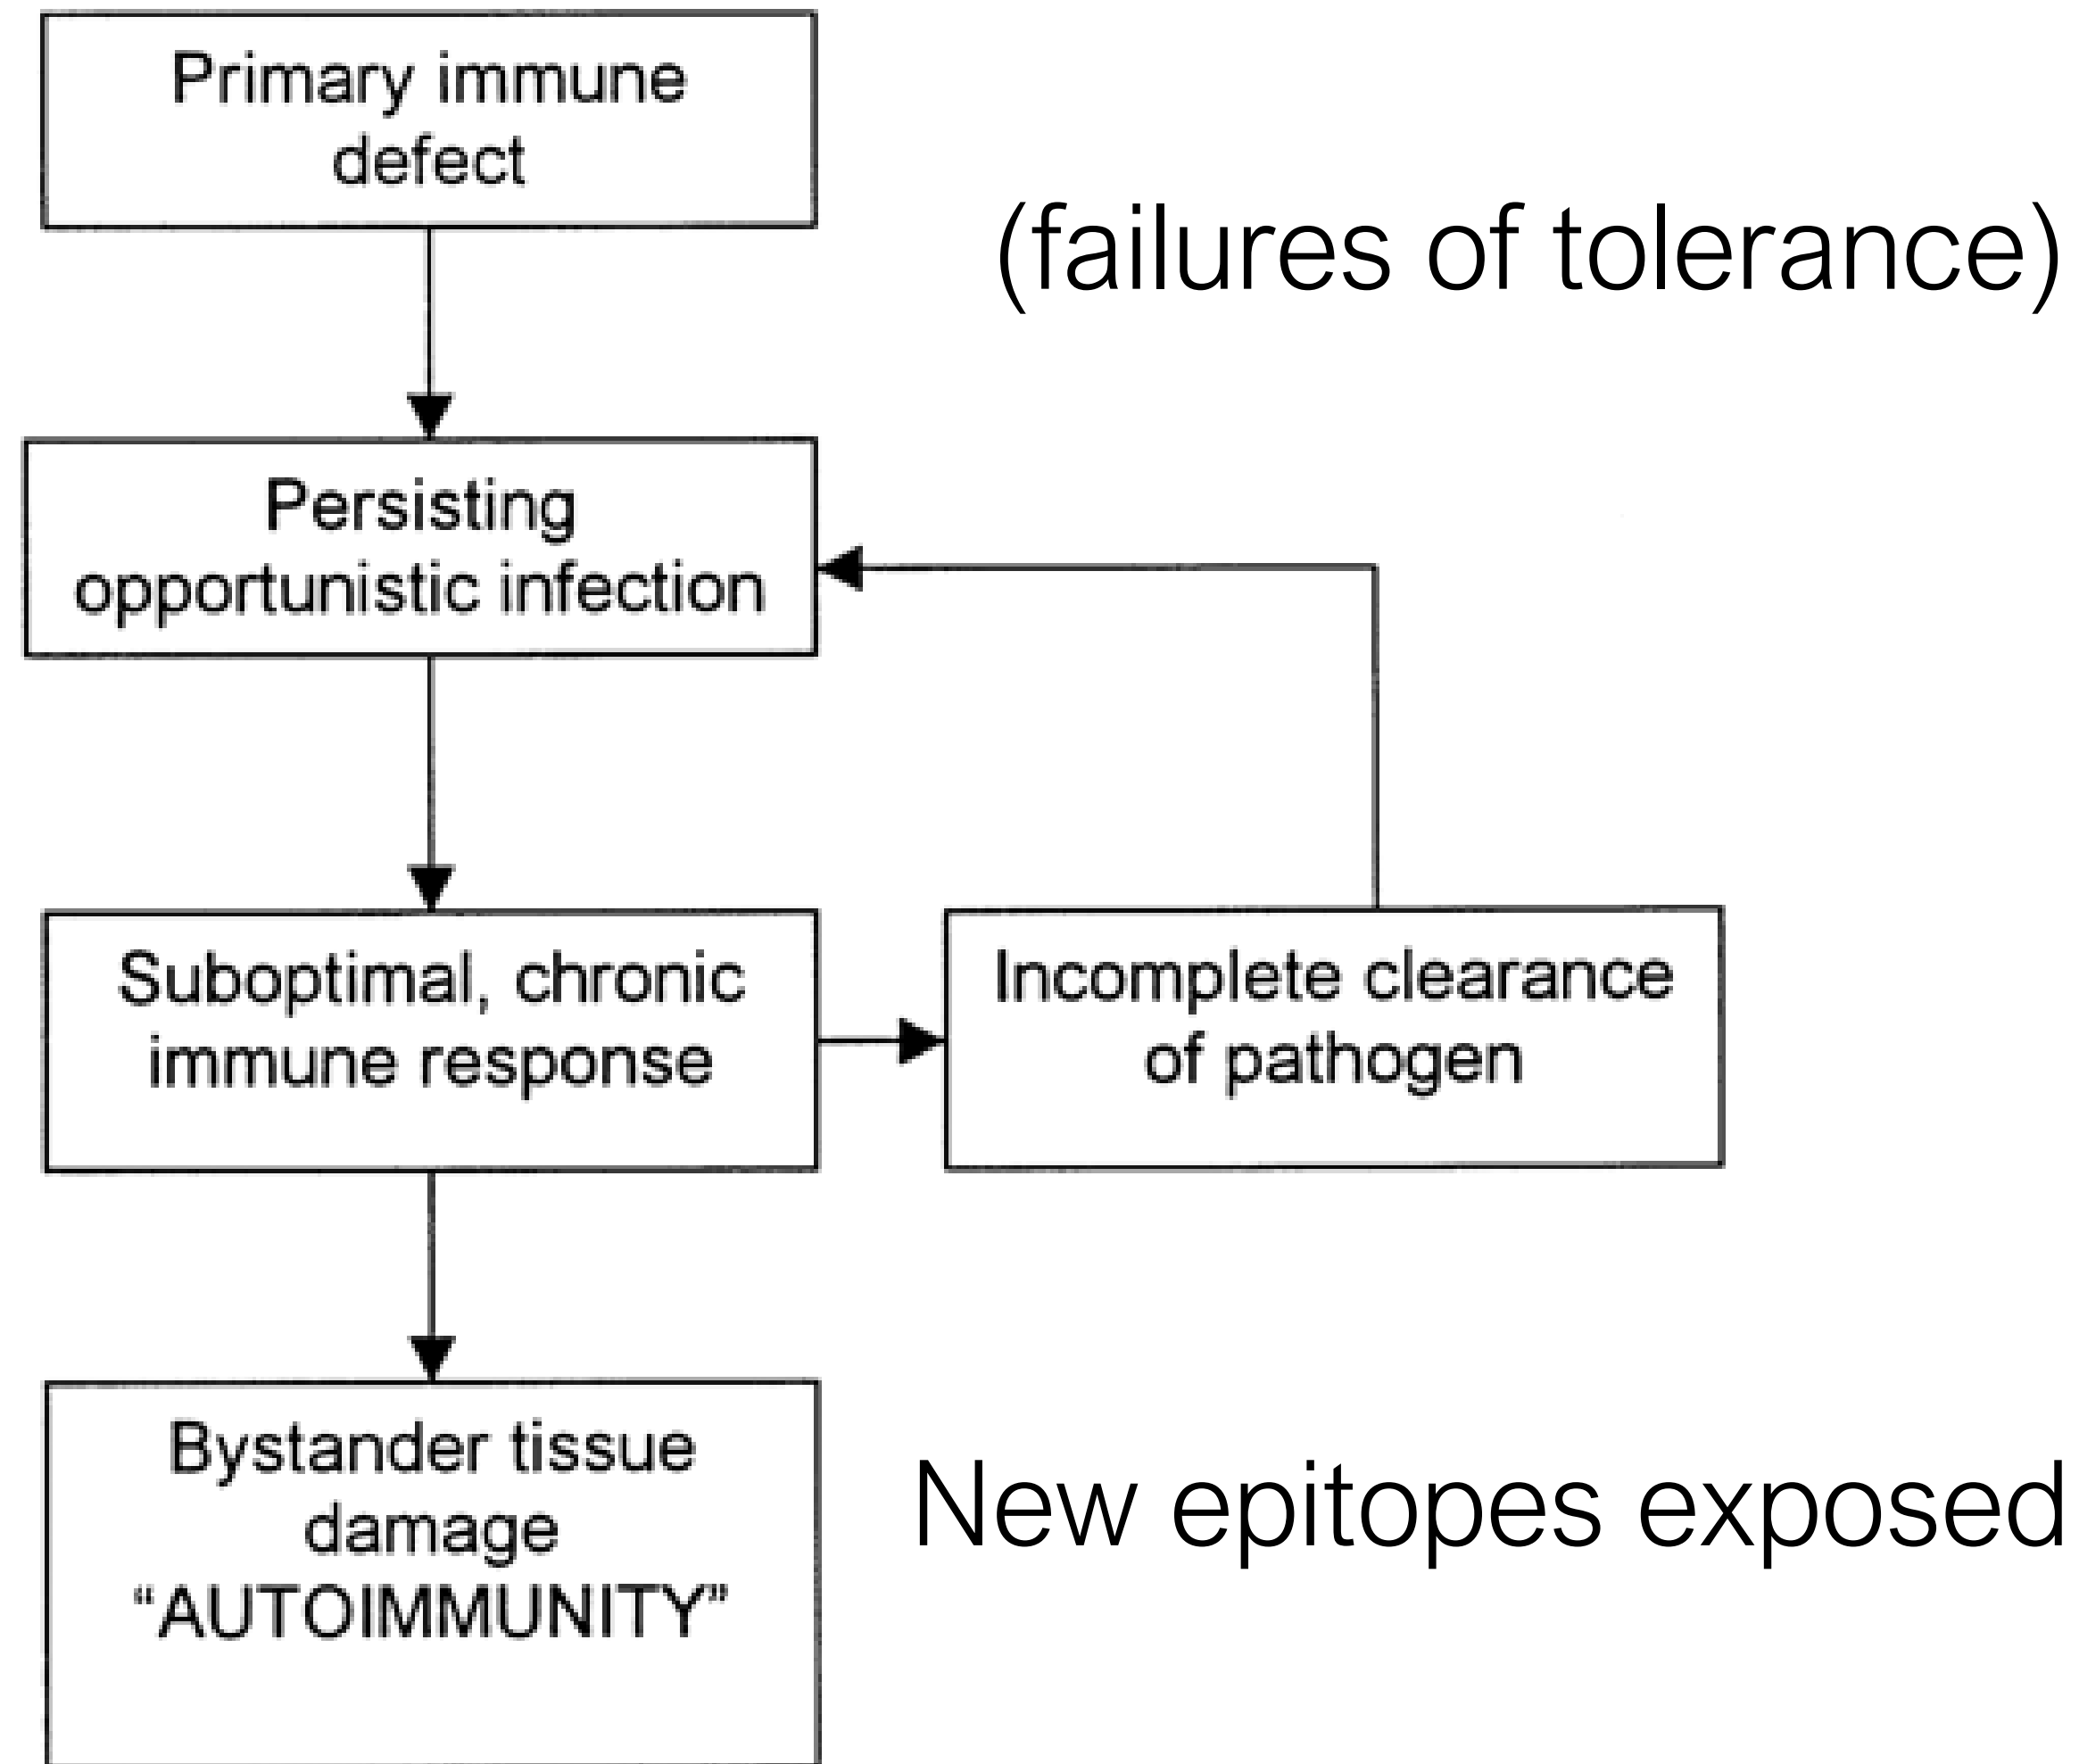 Primary immune
defect
(failures of tolerance)
Persisting
opportunistic infection
Suboptimal, chronic
immune response
Incomplete clearance
of pathogen
Bystander tissue
damage
“AUTOIMMUNITY”
New epitopes exposed